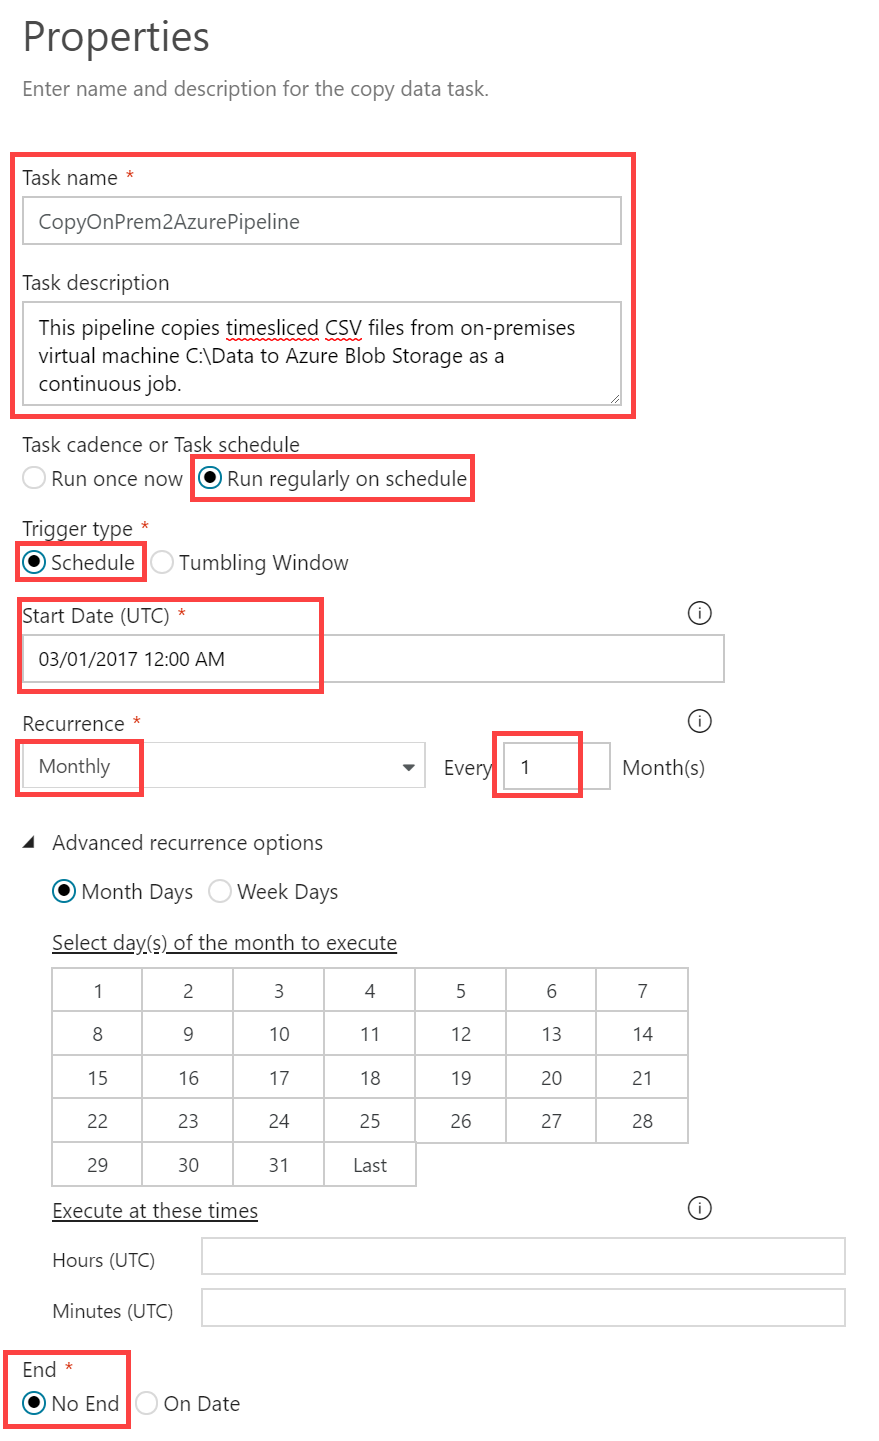 Properties
Enter name and description for the copy data task.
Task name *
CopyOnPrem2AzurePipeline
Task description
This pipeline copies timesliced CSV files from on-premises
virtual machine C:\Data to Azure Blob Storage as a
continuous job.
Task cadence or Task schedule
Run once now Run regularly on schedule
Trigger type *
Schedule Tumbling Window
Start Date (UTC) *
03/01/2017 12:00 AM
Recurrence *
Monthly Every 1 Month(s)
Advanced recurrence options
Month Days Week Days
Select day(s) of the month to execute
1 2 3 4 5 6 7
8 9 10 11 12 13 14
15 16 17 18 19 20 21
22 23 24 25 26 27 28
29 30 31 Last
Execute at these times
Hours (UTC)
Minutes (UTC)
End *
No End On Date